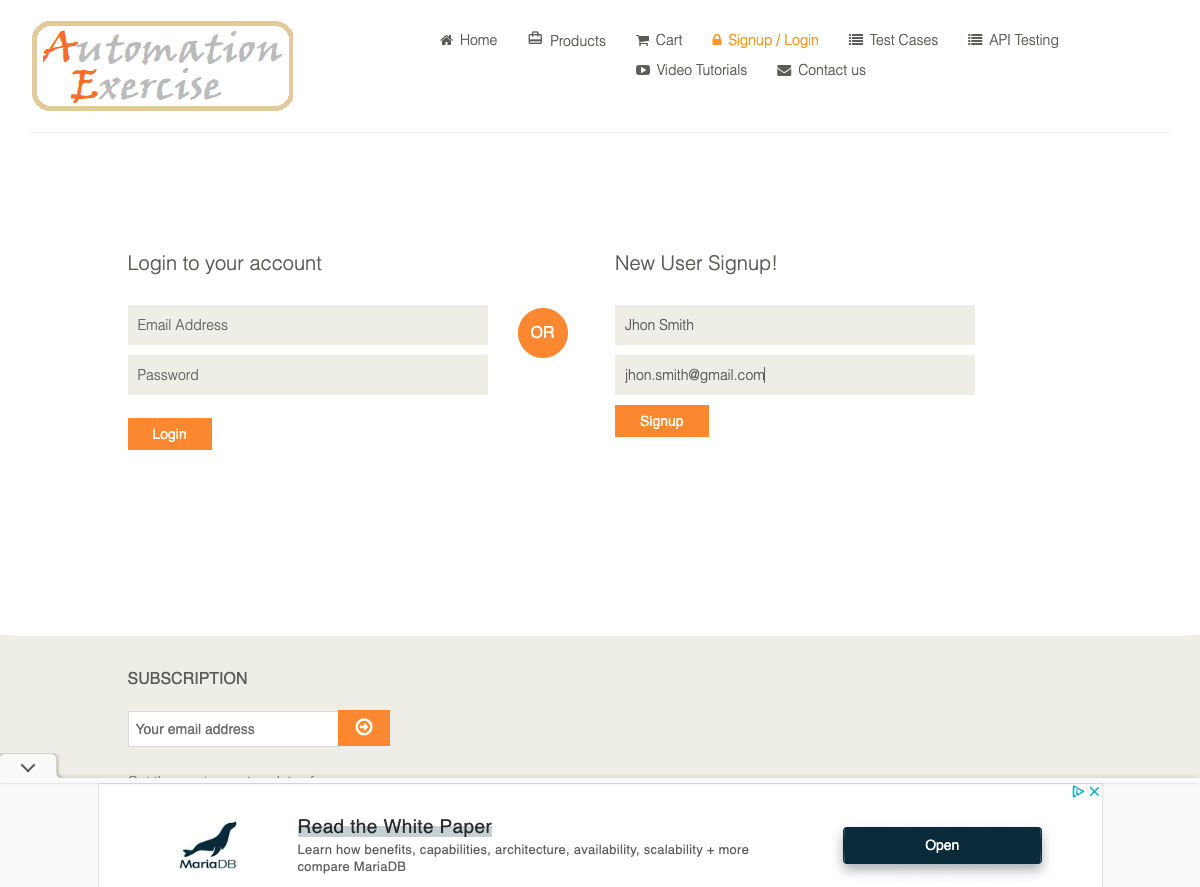 Automation
Exercise
Home
Products
Cart
Signup / Login
Test Cases
API Testing
Video Tutorials
Contact us
Login to your account
Email Address
Password
Login
OR
New User Signup!
Jhon Smith
jhon.smith@gmail.com
Signup
SUBSCRIPTION
Your email address
Read the White Paper
Learn how benefits, capabilities, architecture, availability, scalability + more
compare MariaDB
MariaDB
Open